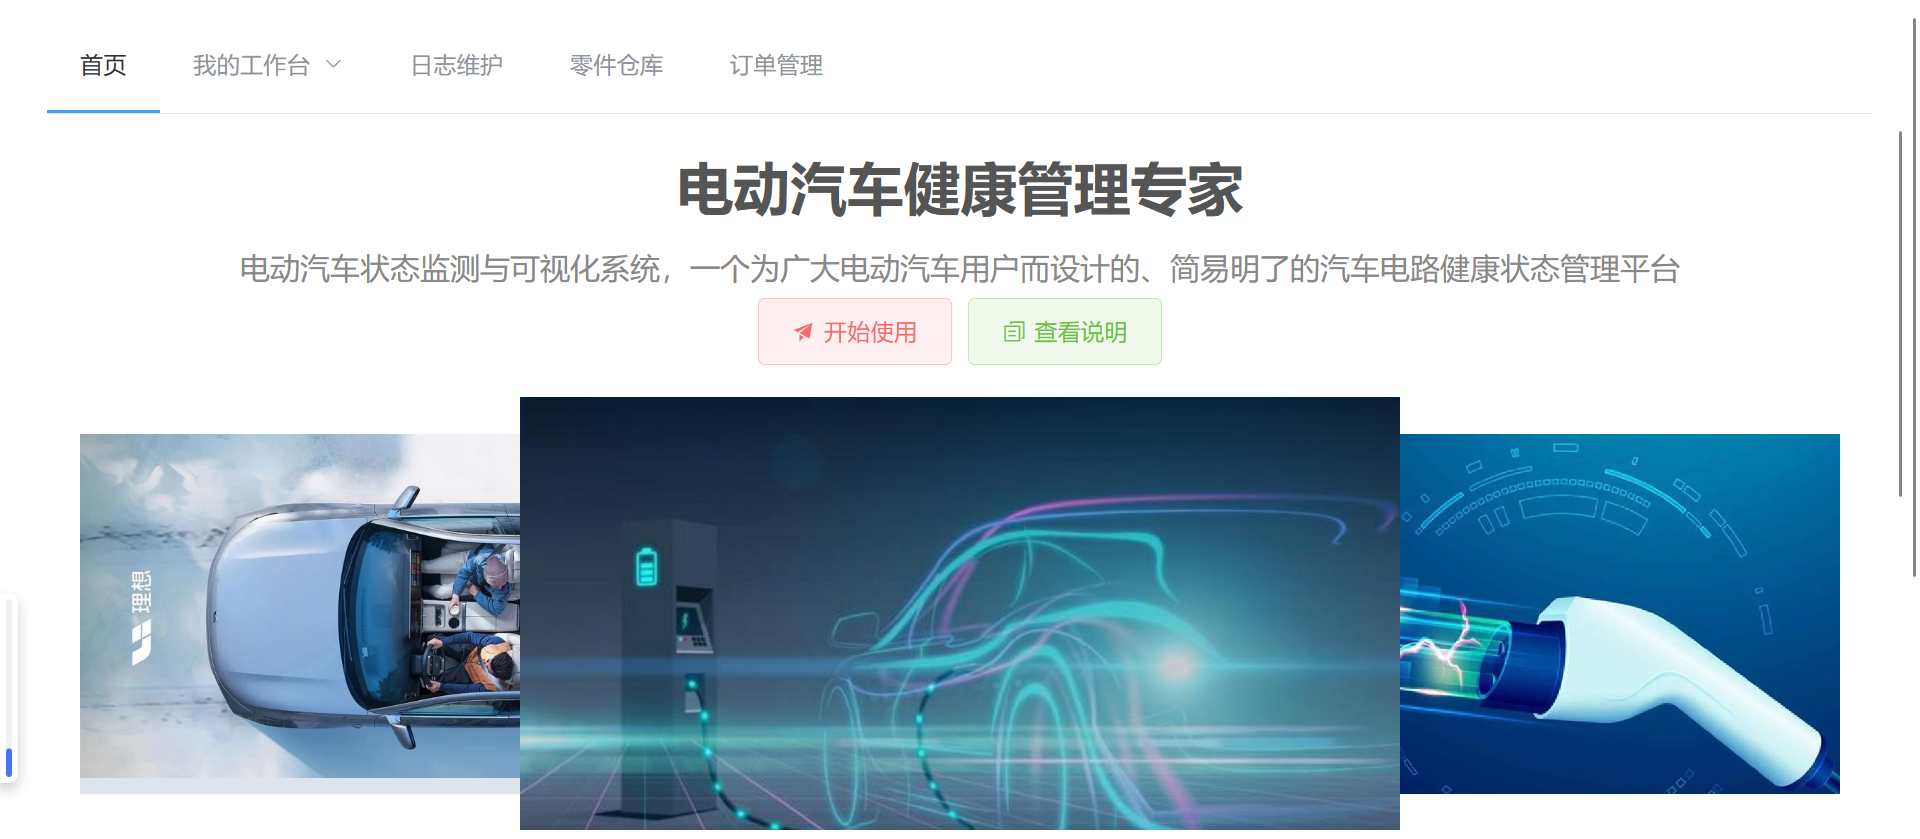 首页 我的工作台 日志维护 零件仓库 订单管理
电动汽车健康管理专家
电动汽车状态监测与可视化系统，一个为广大电动汽车用户而设计的、简易明了的汽车电路健康状态管理平台
开始使用 查看说明
理想